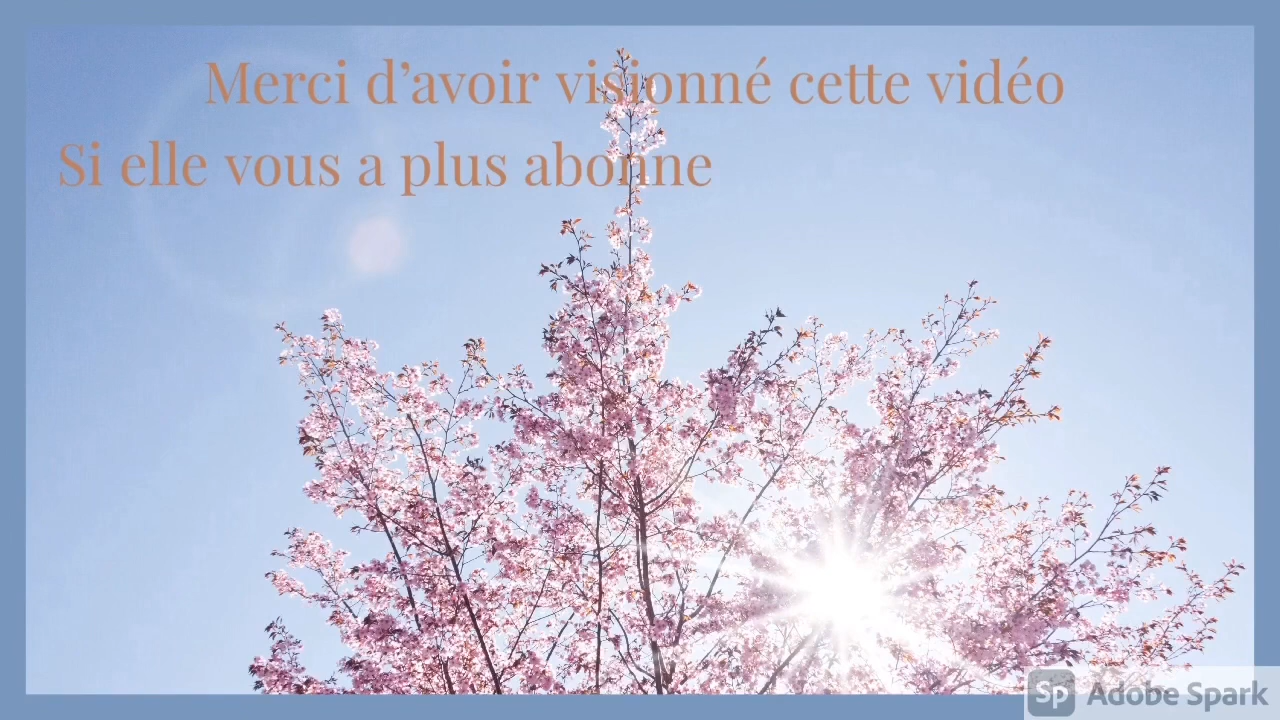 Merci d’avoir visionné cette vidéo
Si elle vous a plus abonne
Sp Adobe Spark